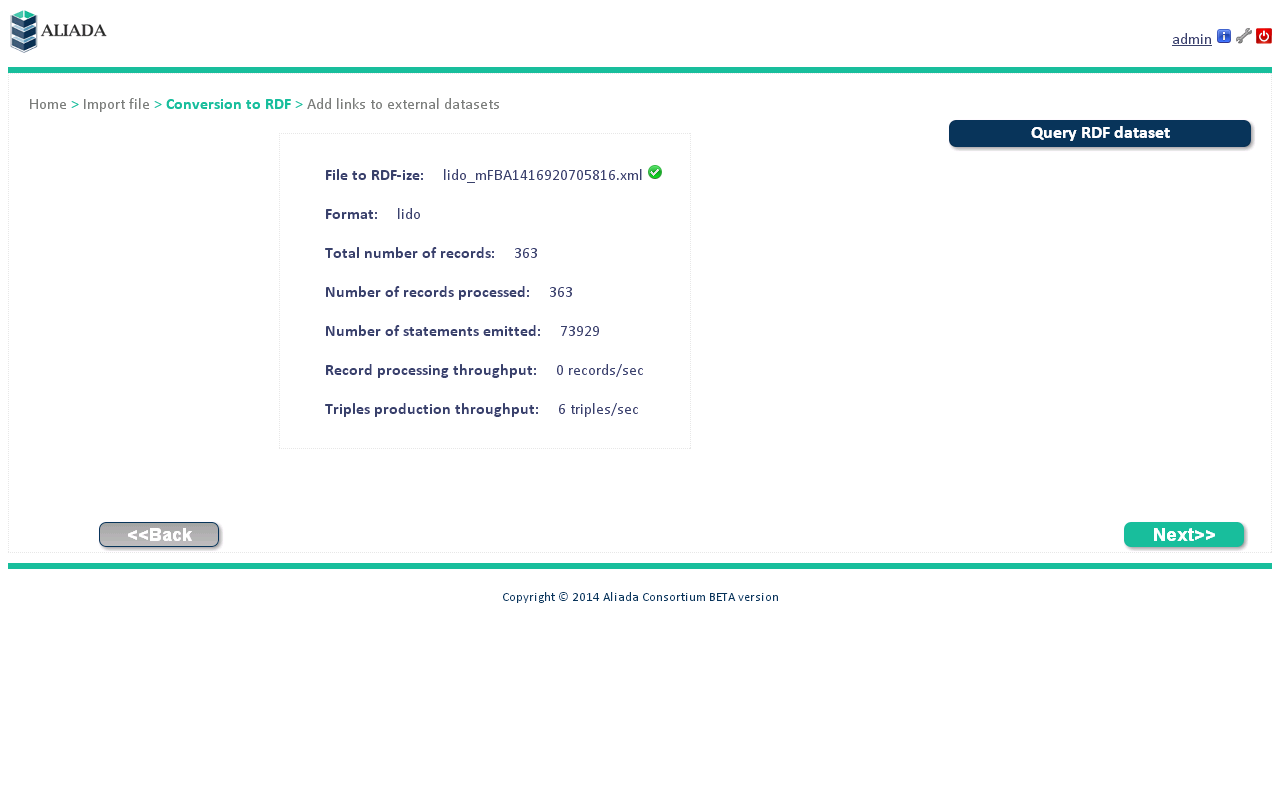 ALIADA
admin
Home > Import file > Conversion to RDF > Add links to external datasets
Query RDF dataset
File to RDF-ize: lido_mFBA1416920705816.xml
Format: lido
Total number of records: 363
Number of records processed: 363
Number of statements emitted: 73929
Record processing throughput: 0 records/sec
Triples production throughput: 6 triples/sec
<<Back
Next>>
Copyright © 2014 Aliada Consortium BETA version